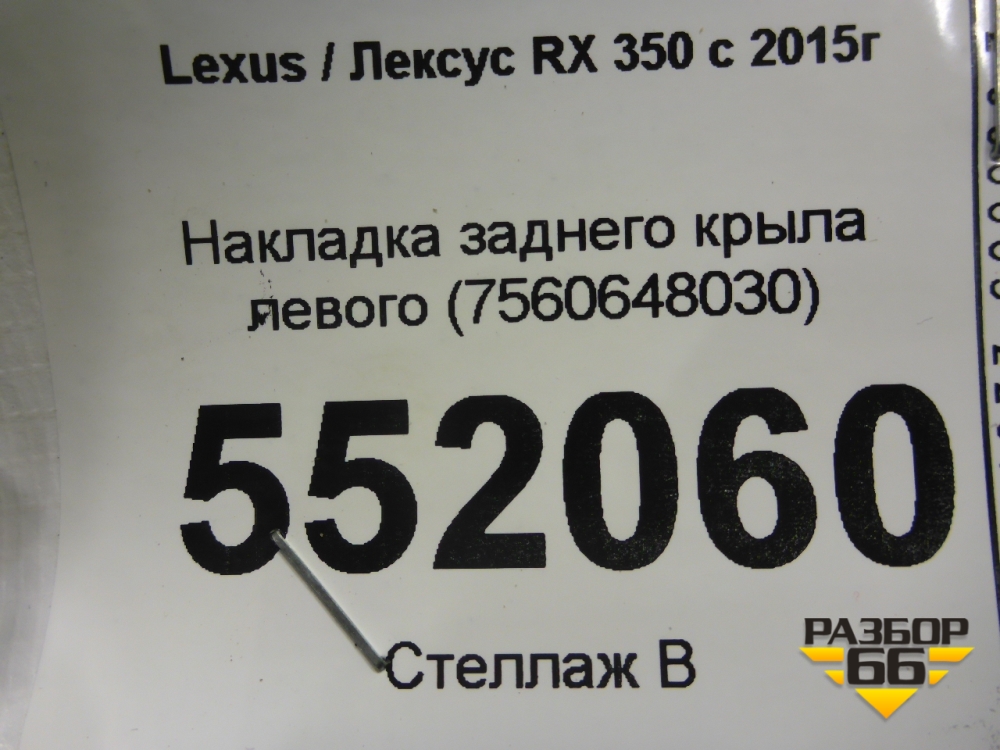 Lexus / Лексус RX 350 с 2015г
Накладка заднего крыла
левого (7560648030)
552060
Стеллаж В
РАЗБОР
66